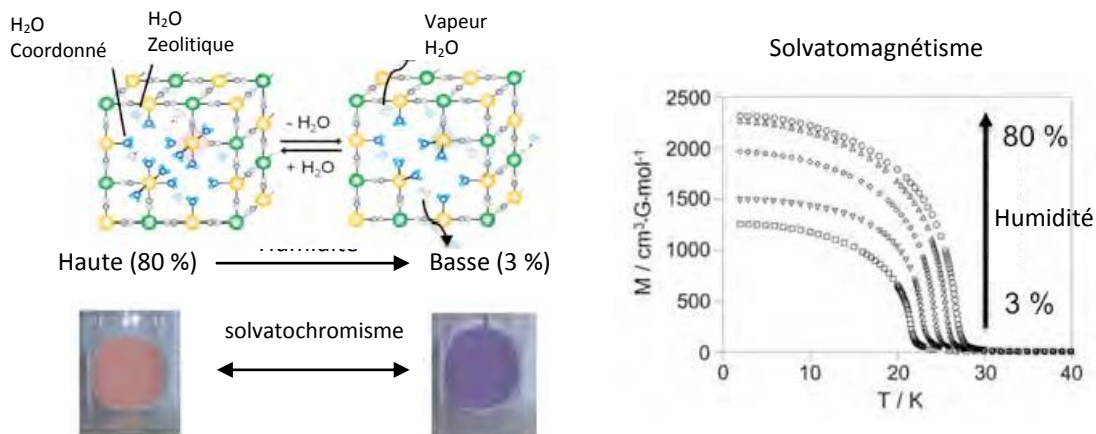 H₂O
Coordonné
H₂O
Zeolitique
Vapeur
H₂O
- H₂O
+ H₂O
Humidité
Haute (80 %)
Basse (3 %)
solvatochromisme
Solvatomagnétisme
M / cm³·G·mol⁻¹
2500
2000
1500
1000
500
0
80 %
Humidité
3 %
0
10
20
30
40
T / K